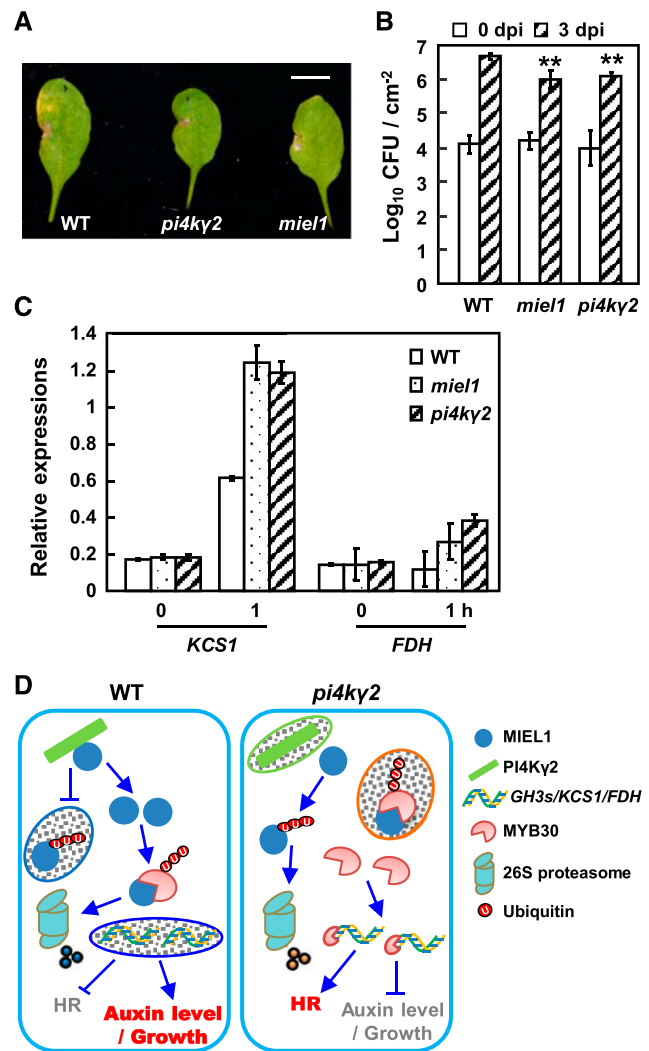 A
WT
pi4kγ2
miel1
B
0 dpi
3 dpi
Log10 CFU / cm-2
7
6
5
4
3
2
1
0
**
**
WT
miel1
pi4kγ2
C
Relative expressions
1.4
1.2
1
0.8
0.6
0.4
0.2
0
WT
miel1
pi4kγ2
0
1
0
1 h
KCS1
FDH
D
WT
pi4kγ2
HR
Auxin level
/ Growth
HR
Auxin level
/ Growth
MIEL1
PI4Kγ2
GH3s/KCS1/FDH
MYB30
26S proteasome
Ubiquitin